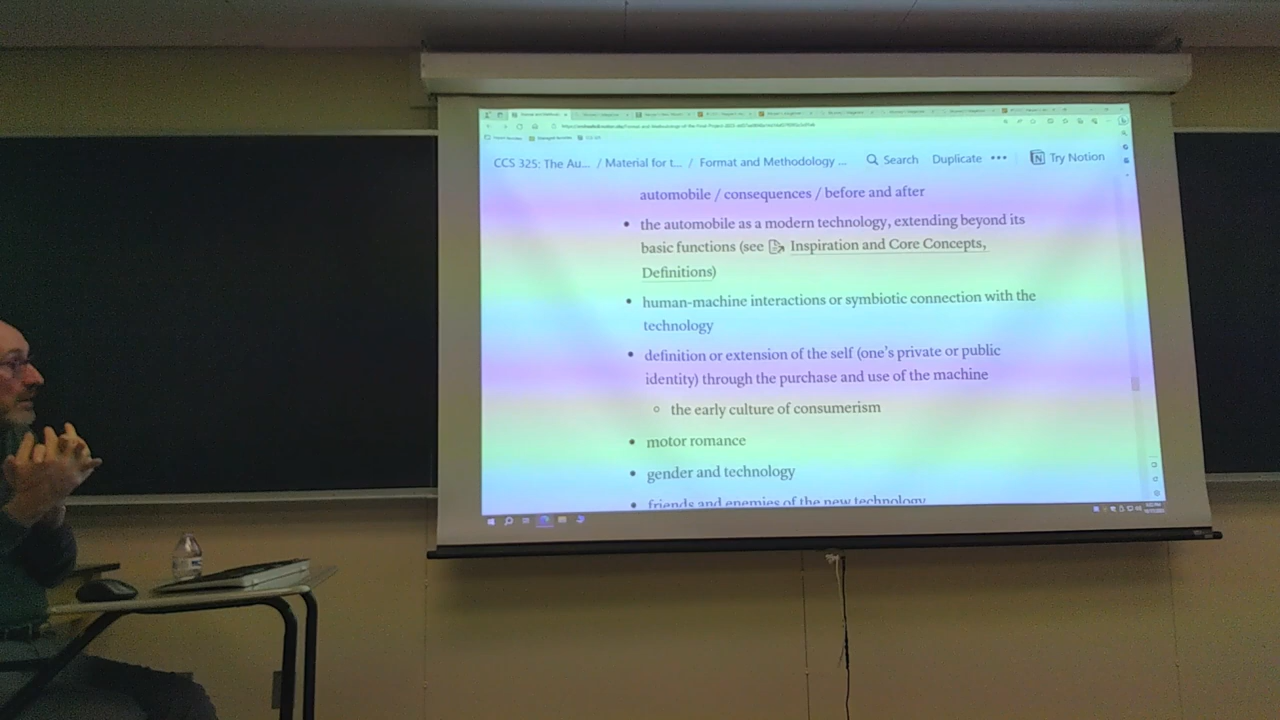 CCS 325: The Au... / Material for t... / Format and Methodology ... Search Duplicate ••• Try Notion
automobile / consequences / before and after
• the automobile as a modern technology, extending beyond its
basic functions (see Inspiration and Core Concepts,
Definitions)
• human-machine interactions or symbiotic connection with the
technology
• definition or extension of the self (one's private or public
identity) through the purchase and use of the machine
◦ the early culture of consumerism
• motor romance
• gender and technology
• friends and enemies of the new technology